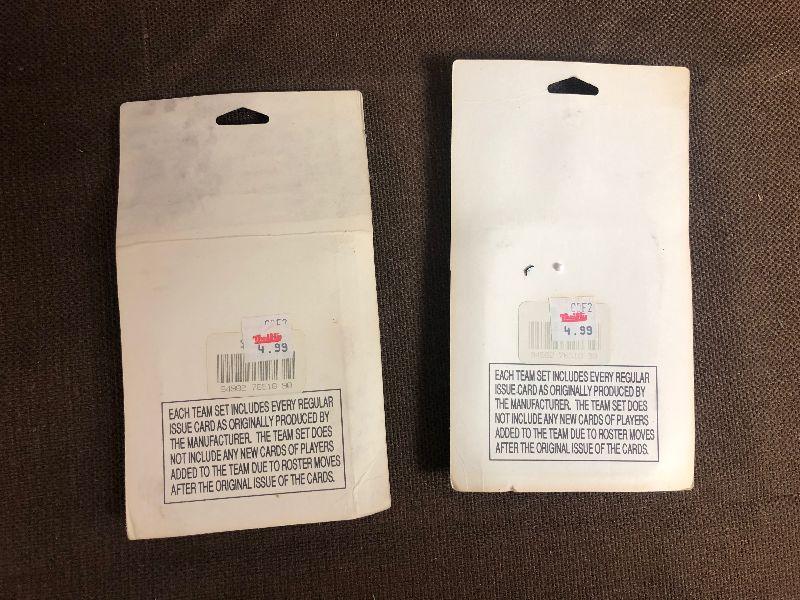 Thrifty
4.99
EACH TEAM SET INCLUDES EVERY REGULAR
ISSUE CARD AS ORIGINALLY PRODUCED BY
THE MANUFACTURER. THE TEAM SET DOES
NOT INCLUDE ANY NEW CARDS OF PLAYERS
ADDED TO THE TEAM DUE TO ROSTER MOVES
AFTER THE ORIGINAL ISSUE OF THE CARDS.
Thrifty
4.99
EACH TEAM SET INCLUDES EVERY REGULAR
ISSUE CARD AS ORIGINALLY PRODUCED BY
THE MANUFACTURER. THE TEAM SET DOES
NOT INCLUDE ANY NEW CARDS OF PLAYERS
ADDED TO THE TEAM DUE TO ROSTER MOVES
AFTER THE ORIGINAL ISSUE OF THE CARDS.